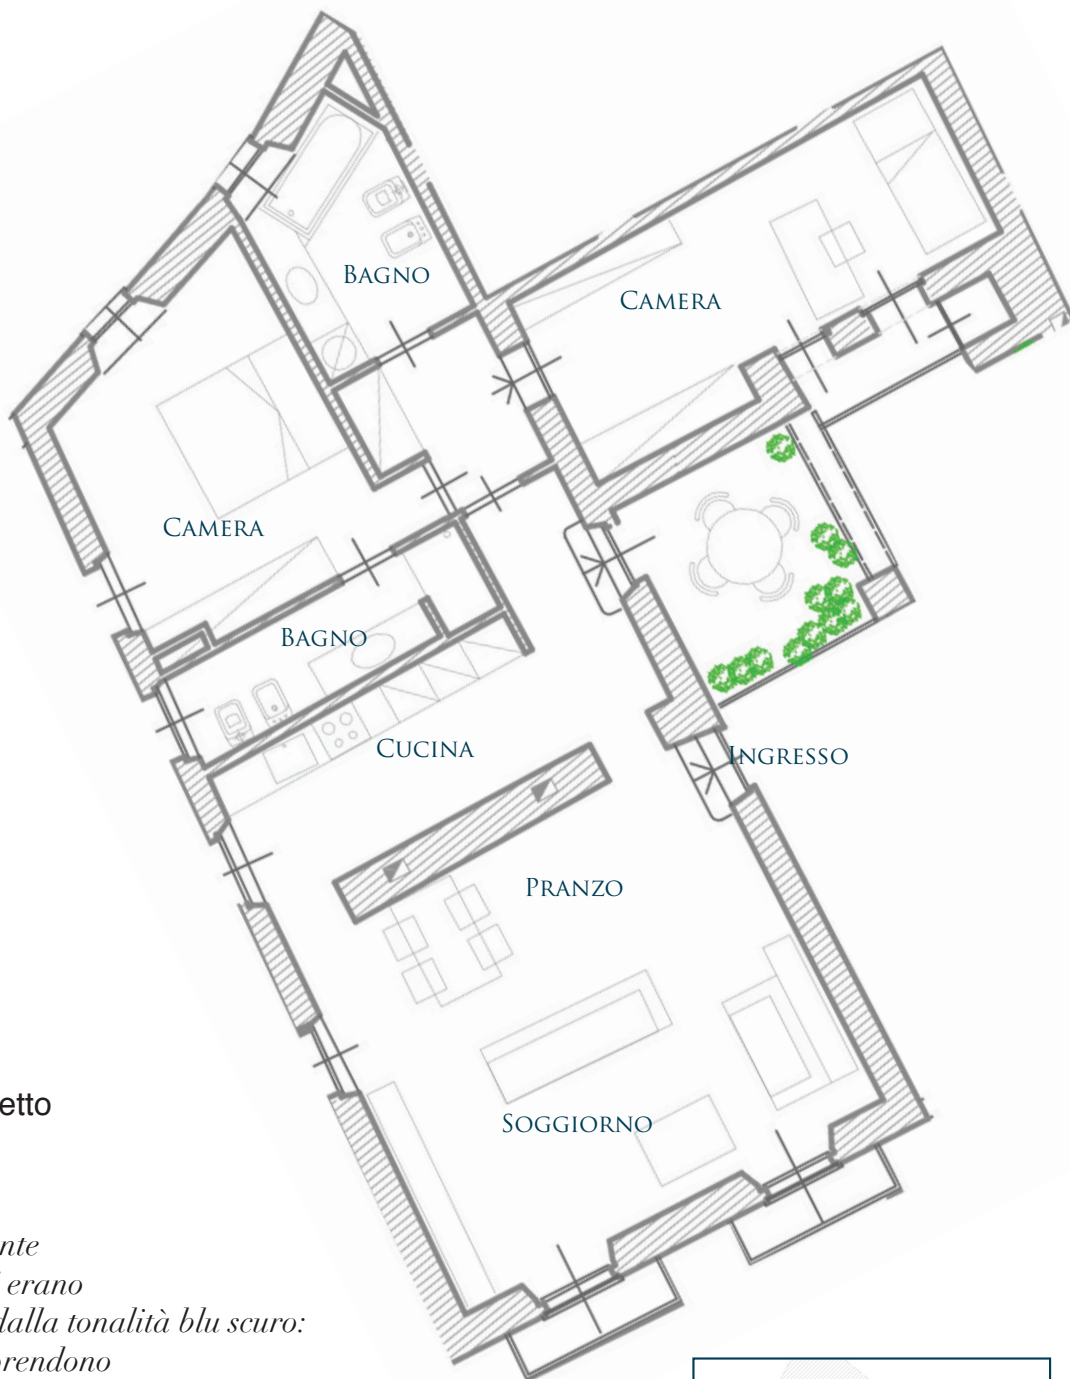 Bagno
Camera
Camera
Bagno
Cucina
Ingresso
Pranzo
Soggiorno
etto
nte
erano
dalla tonalità blu scuro:
prendono